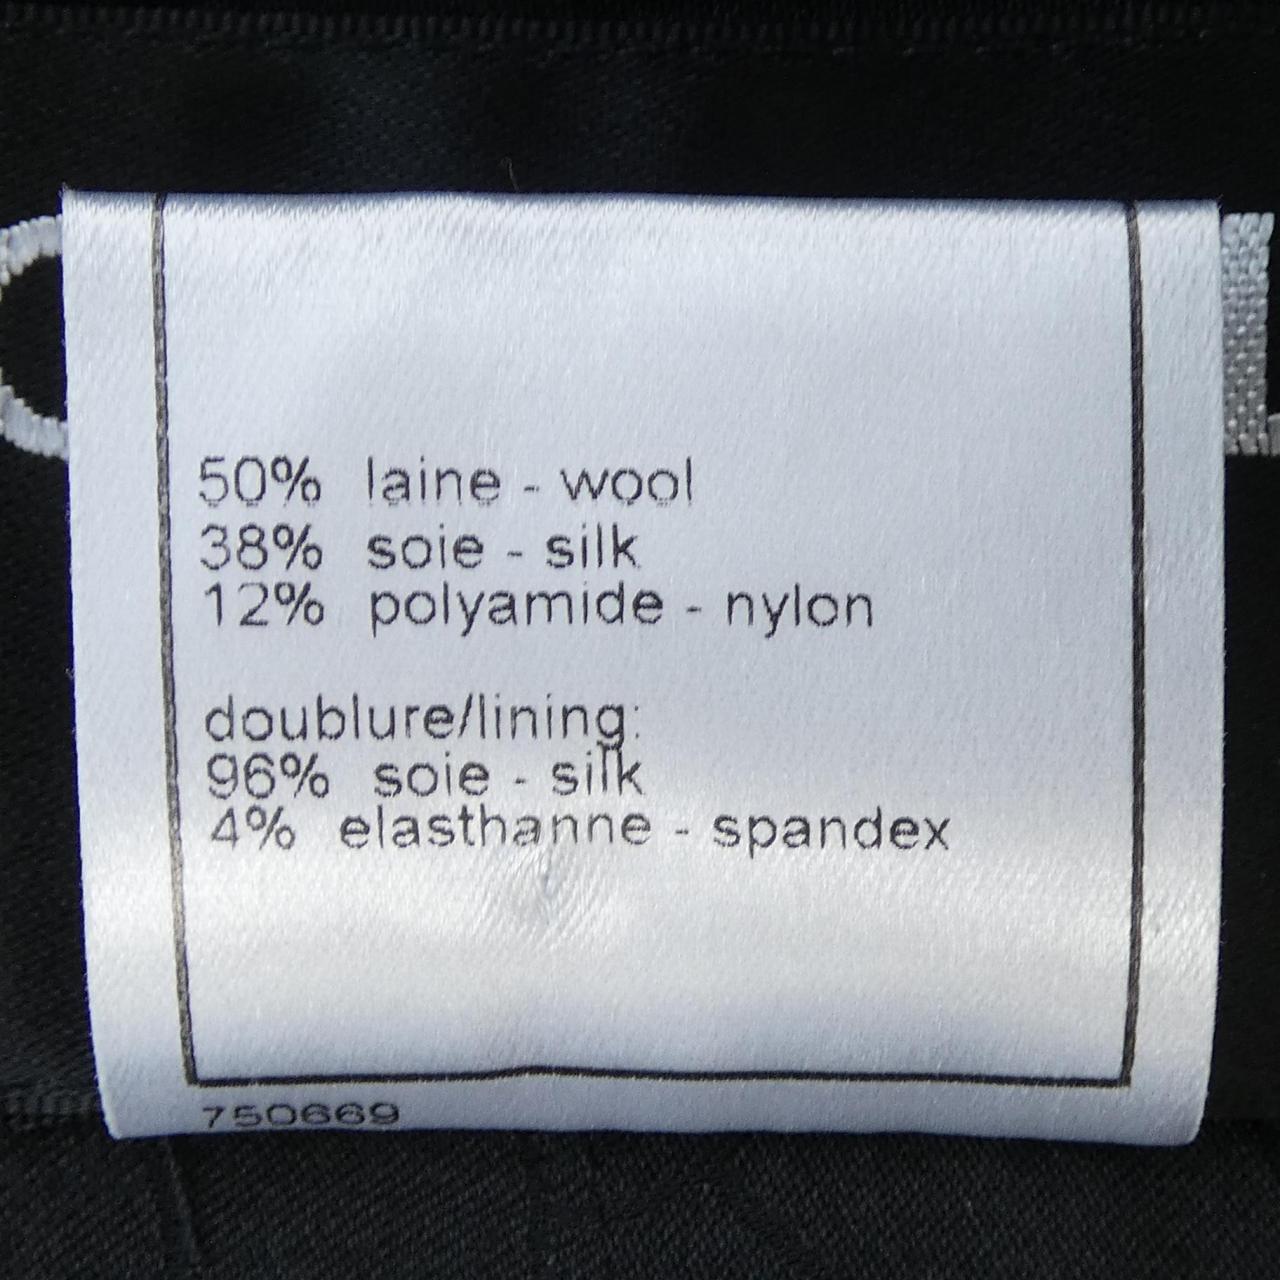 50% laine - wool
38% soie - silk
12% polyamide - nylon
doublure/lining:
96% soie - silk
4% elasthanne - spandex
750669